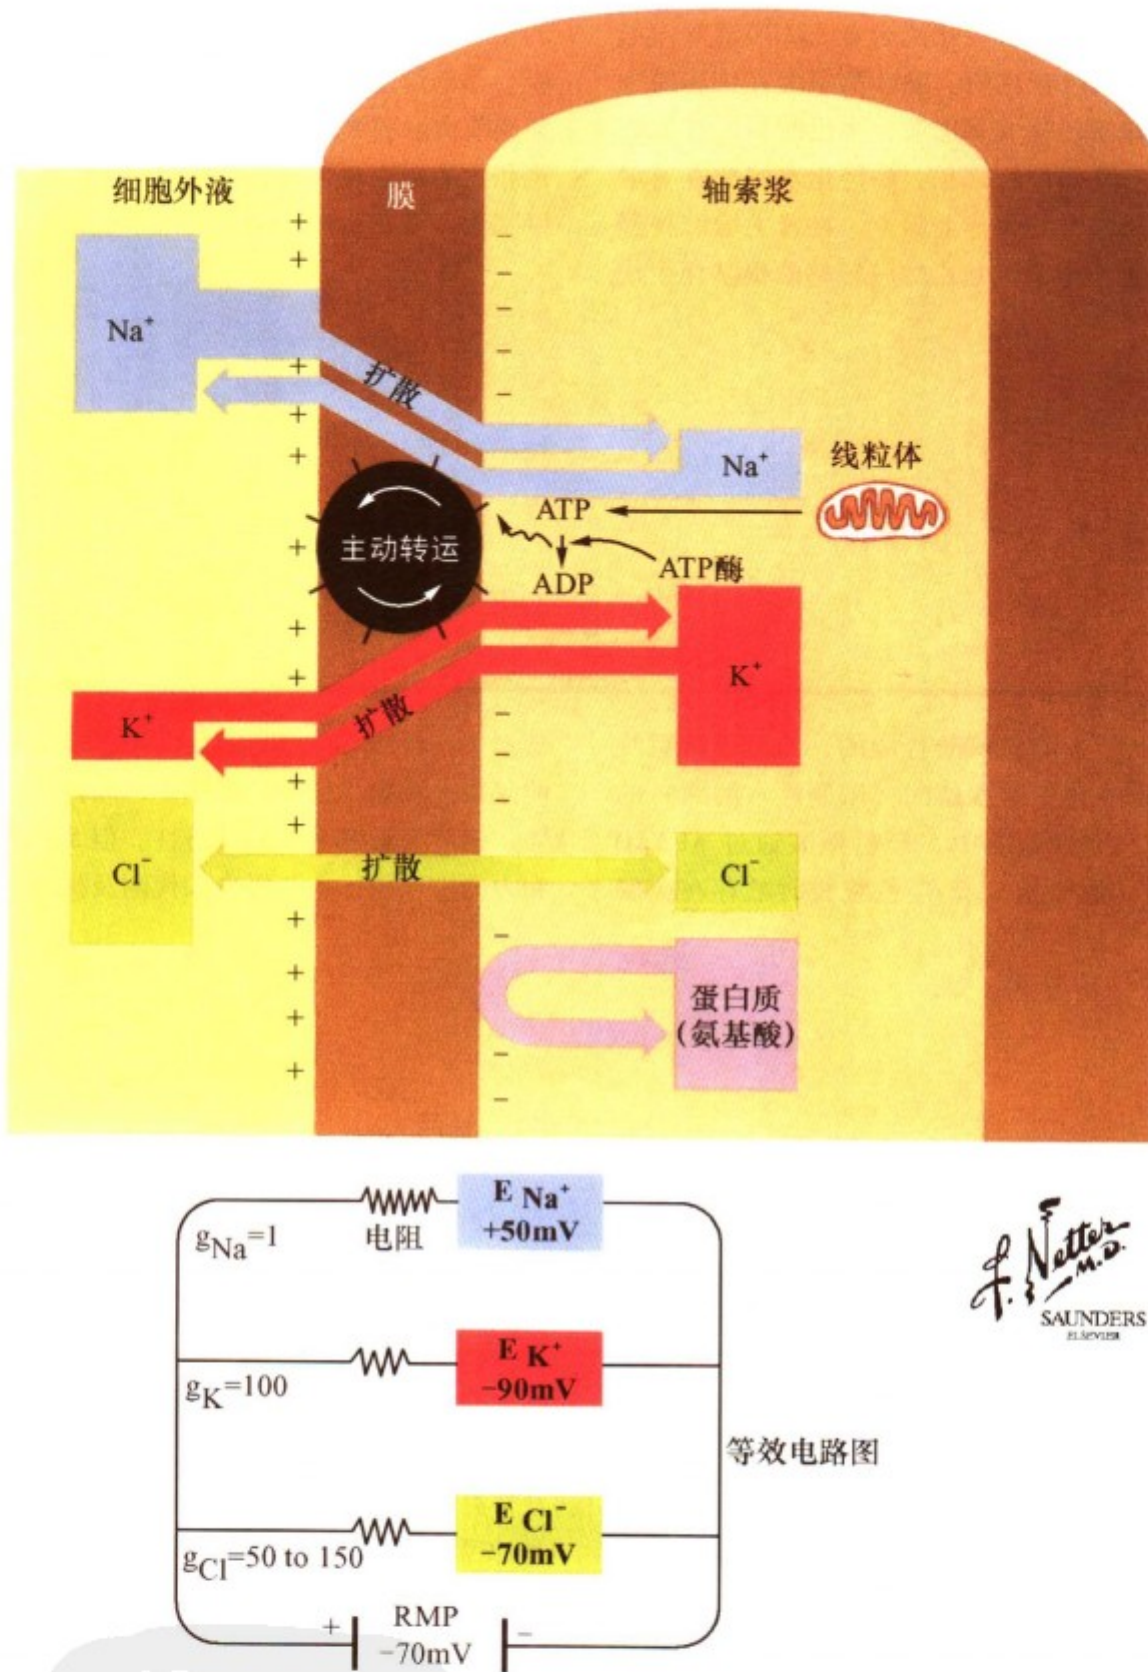 细胞外液
膜
轴索浆
Na⁺
扩散
Na⁺
线粒体
ATP
主动转运
ADP
ATP酶
K⁺
扩散
K⁺
Cl⁻
扩散
Cl⁻
蛋白质
(氨基酸)
gNa=1
电阻
E Na⁺
+50mV
gK=100
E K⁺
−90mV
等效电路图
gCl=50 to 150
E Cl⁻
−70mV
+
RMP
−
−70mV
F. Netter
M.D.
SAUNDERS
ELSEVIER